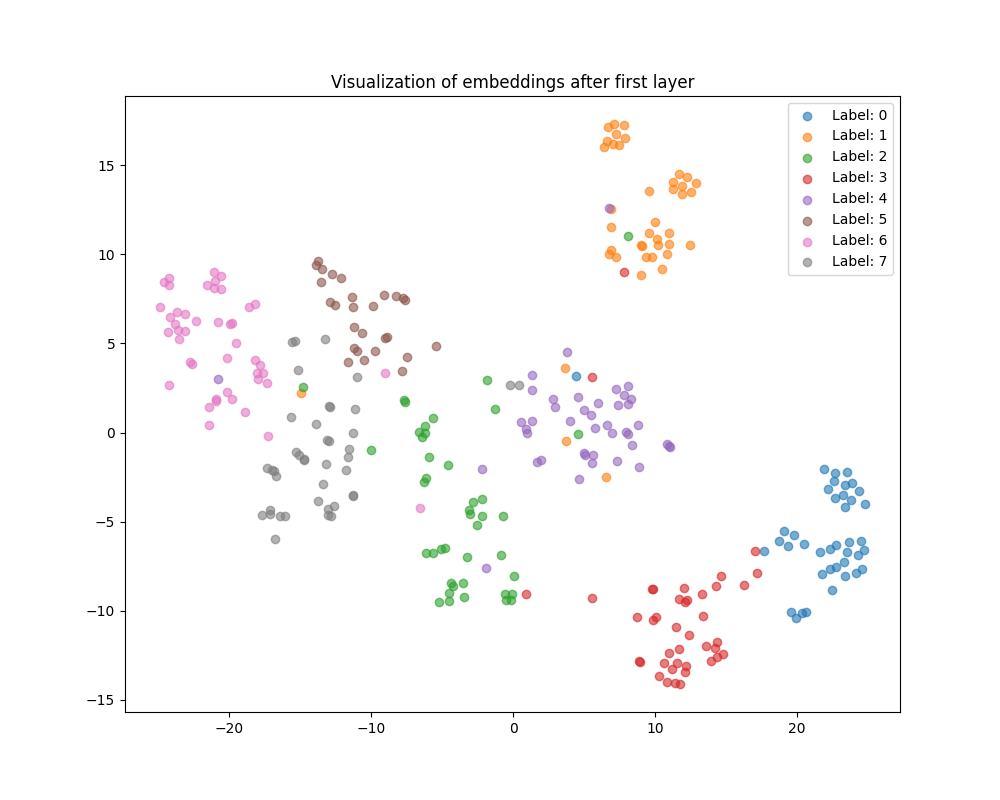 Visualization of embeddings after first layer
Label: 0
Label: 1
Label: 2
Label: 3
Label: 4
Label: 5
Label: 6
Label: 7
15
10
5
0
−5
−10
−15
−20
−10
0
10
20